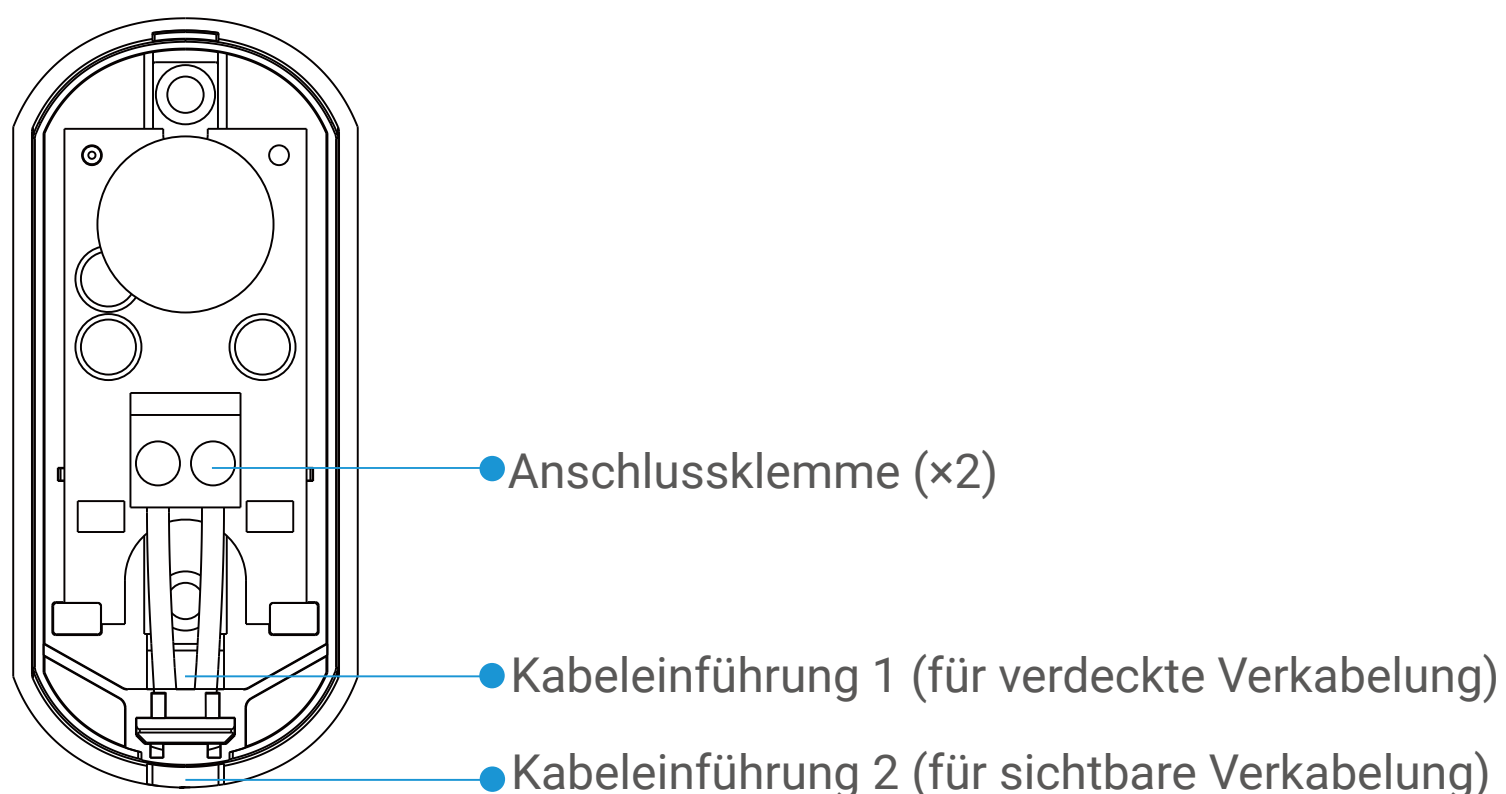 Anschlussklemme (×2)
Kabeleinführung 1 (für verdeckte Verkabelung)
Kabeleinführung 2 (für sichtbare Verkabelung)